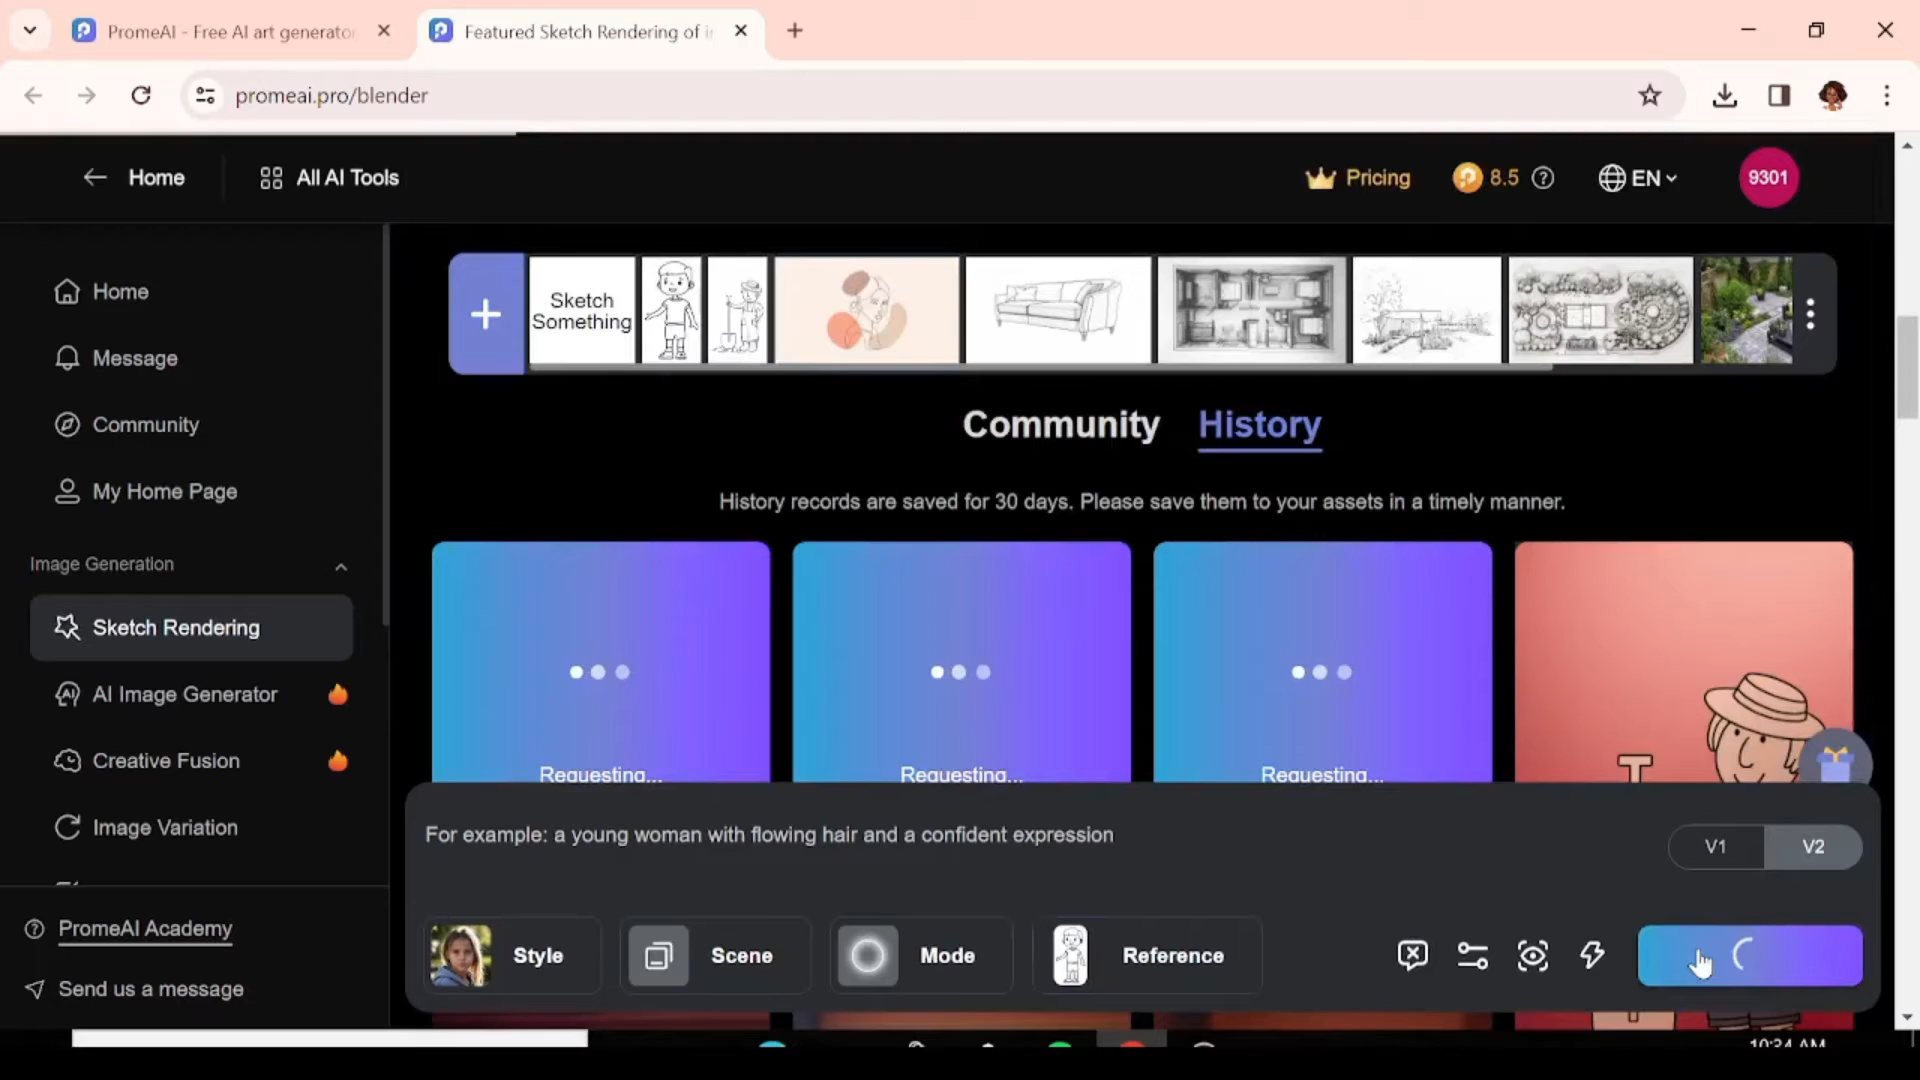 PromeAI - Free AI art generator
Featured Sketch Rendering of i
promeai.pro/blender
Home
All AI Tools
Pricing
8.5
EN
9301
Home
Message
Community
My Home Page
Image Generation
Sketch Rendering
AI Image Generator
Creative Fusion
Image Variation
PromeAI Academy
Send us a message
Sketch
Something
Community
History
History records are saved for 30 days. Please save them to your assets in a timely manner.
Requesting...
Requesting...
Requesting...
For example: a young woman with flowing hair and a confident expression
V1
V2
Style
Scene
Mode
Reference
10:34 AM